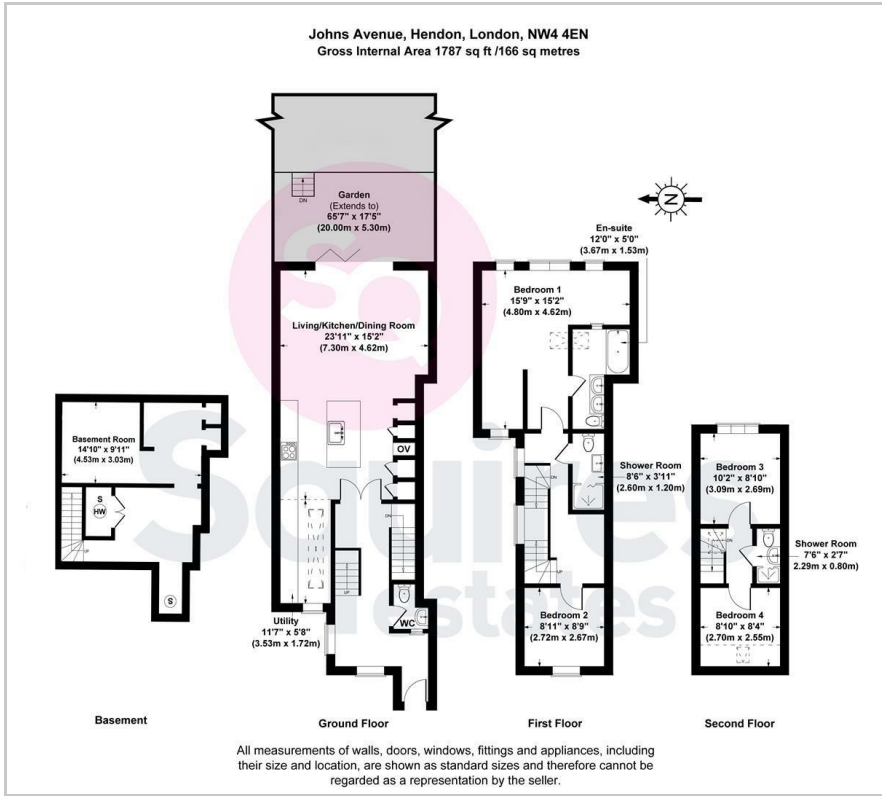 Johns Avenue, Hendon, London, NW4 4EN
Gross Internal Area 1787 sq ft /166 sq metres
Garden
(Extends to)
65'7" x 17'5"
(20.00m x 5.30m)
DN
N
En-suite
12'0" x 5'0"
(3.67m x 1.53m)
Living/Kitchen/Dining Room
23'11" x 15'2"
(7.30m x 4.62m)
OV
DN
UP
WC
Utility
11'7" x 5'8"
(3.53m x 1.72m)
Bedroom 1
15'9" x 15'2"
(4.80m x 4.62m)
Shower Room
8'6" x 3'11"
(2.60m x 1.20m)
DN
UP
Bedroom 2
8'11" x 8'9"
(2.72m x 2.67m)
Basement Room
14'10" x 9'11"
(4.53m x 3.03m)
S
HW
UP
S
Bedroom 3
10'2" x 8'10"
(3.09m x 2.69m)
DN
Shower Room
7'6" x 2'7"
2.29m x 0.80m)
Bedroom 4
8'10" x 8'4"
(2.70m x 2.55m)
SQ
Squires
estates
Basement
Ground Floor
First Floor
Second Floor
All measurements of walls, doors, windows, fittings and appliances, including
their size and location, are shown as standard sizes and therefore cannot be
regarded as a representation by the seller.